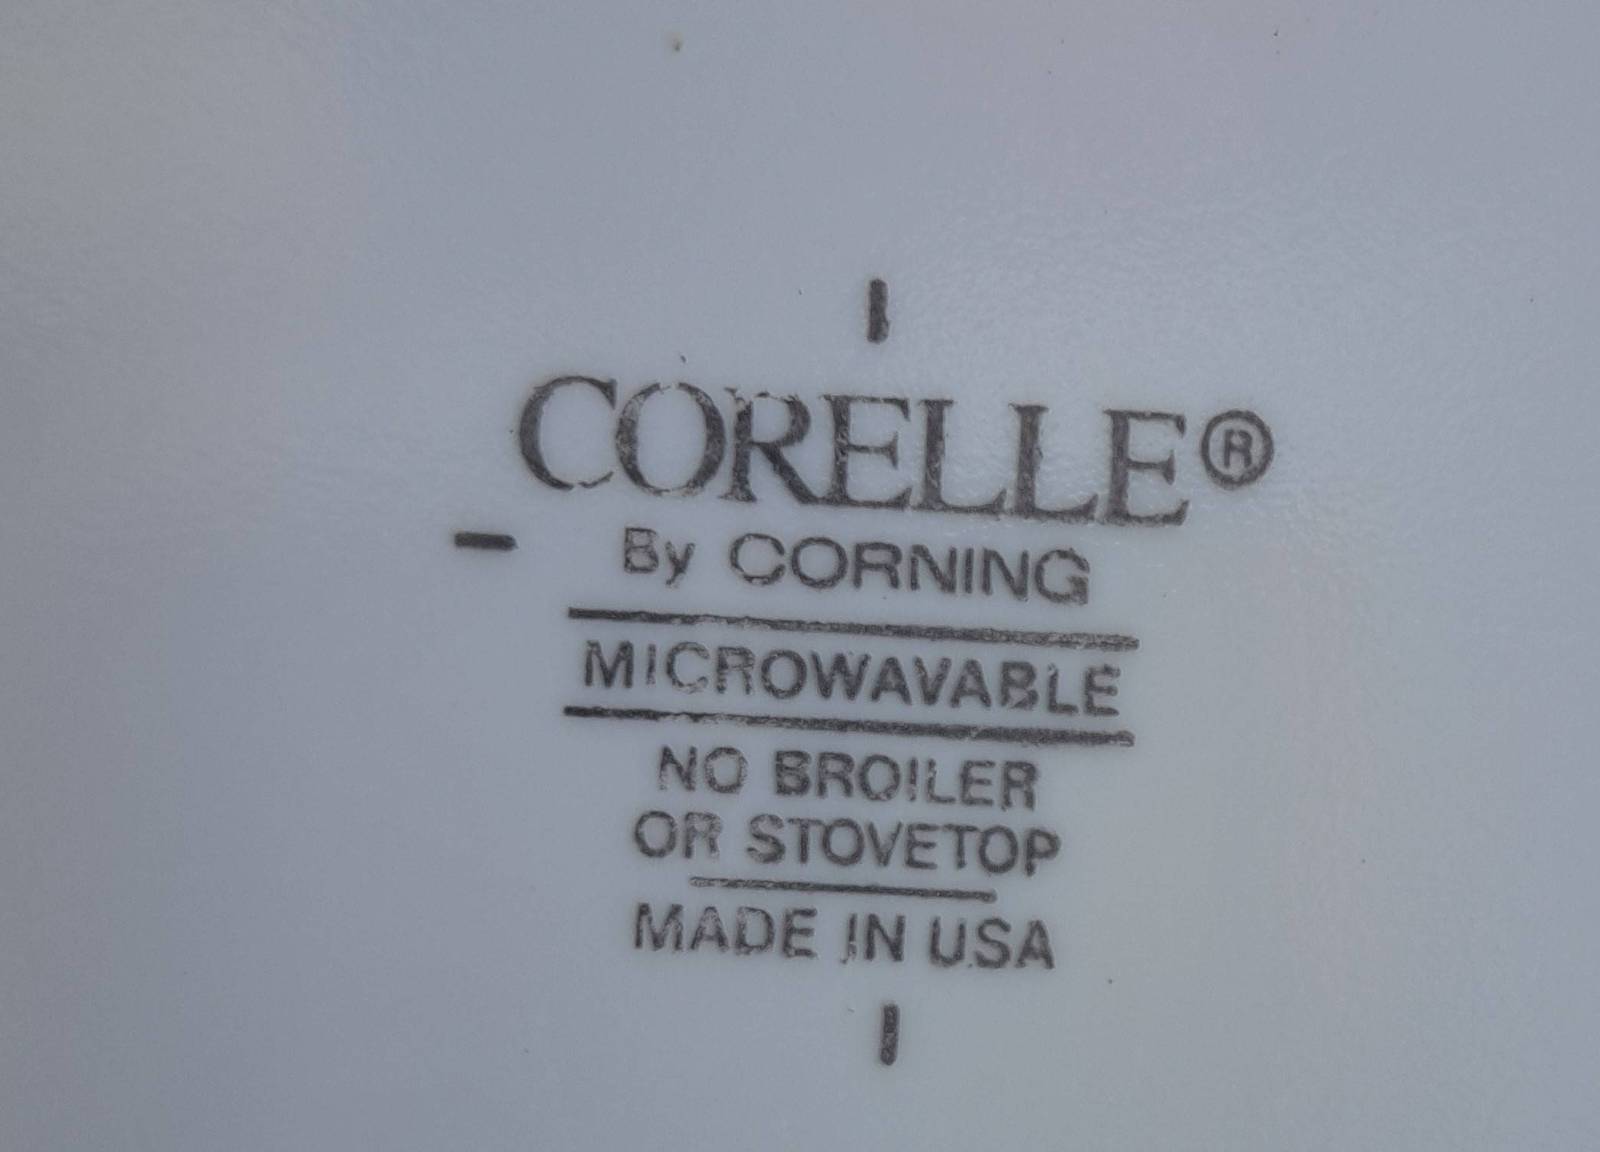 CORELLE®
By CORNING
MICROWAVABLE
NO BROILER
OR STOVETOP
MADE IN USA